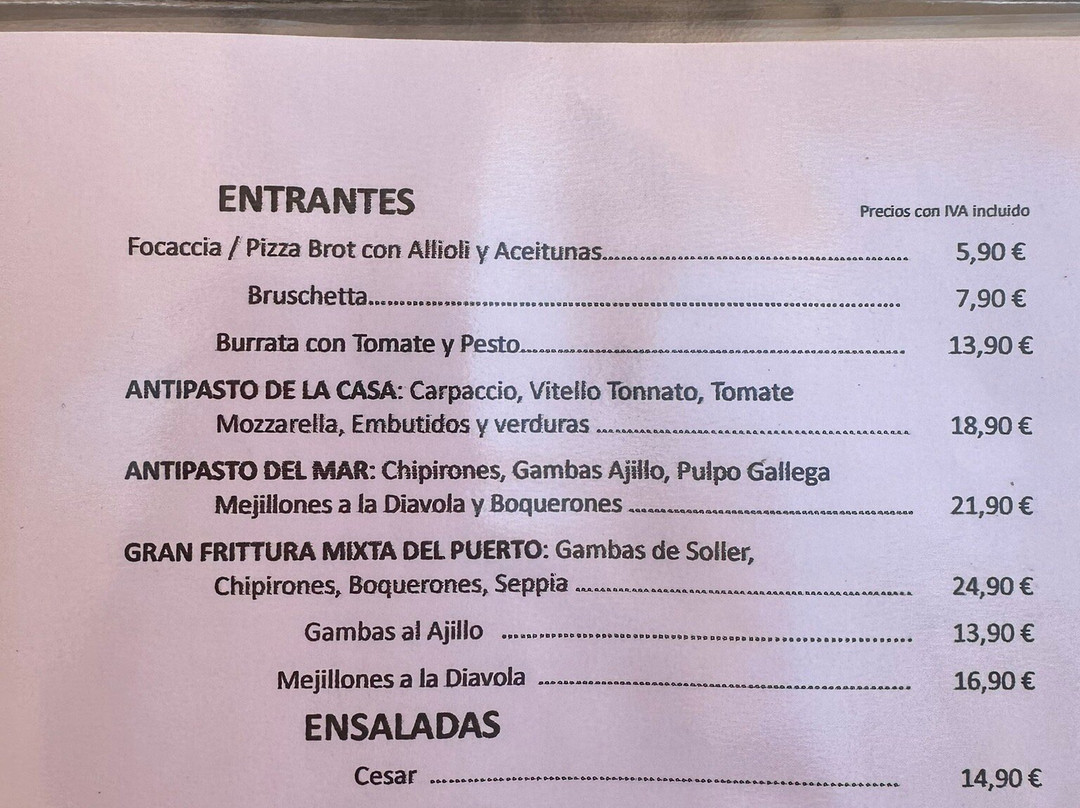 ENTRANTES
Precios con IVA incluido
Focaccia / Pizza Brot con Allioli y Aceitunas.................................................. 5,90 €
Bruschetta.................................................. 7,90 €
Burrata con Tomate y Pesto.................................................. 13,90 €
ANTIPASTO DE LA CASA: Carpaccio, Vitello Tonnato, Tomate
Mozzarella, Embutidos y verduras .................................................. 18,90 €
ANTIPASTO DEL MAR: Chipirones, Gambas Ajillo, Pulpo Gallega
Mejillones a la Diavola y Boquerones .................................................. 21,90 €
GRAN FRITTURA MIXTA DEL PUERTO: Gambas de Soller,
Chipirones, Boquerones, Seppia .................................................. 24,90 €
Gambas al Ajillo .................................................. 13,90 €
Mejillones a la Diavola .................................................. 16,90 €
ENSALADAS
Cesar .................................................. 14,90 €